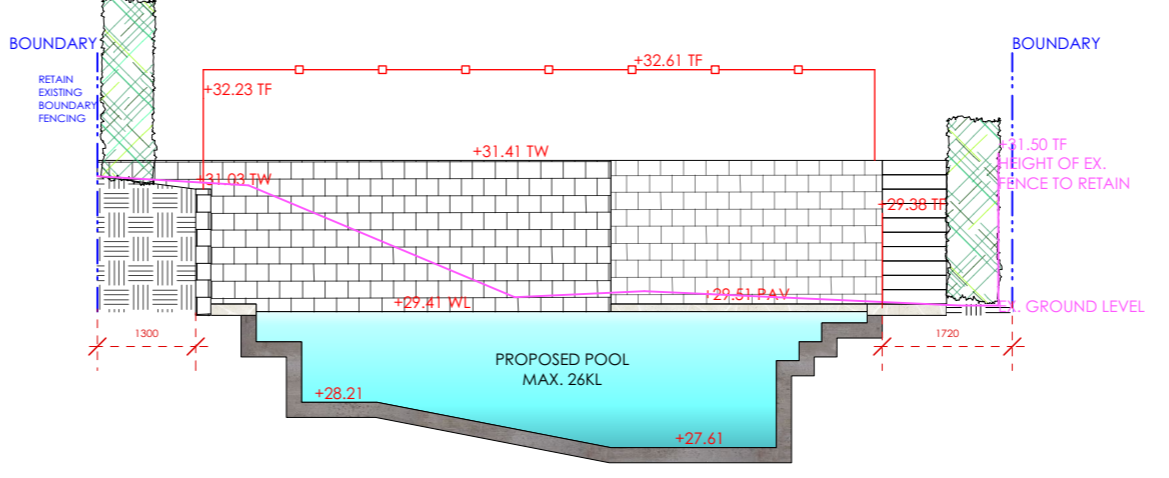 BOUNDARY
RETAIN
EXISTING
BOUNDARY
FENCING
+32.61 TF
+32.23 TF
BOUNDARY
+31.41 TW
+31.03 TW
+31.50 TF
HEIGHT OF EX.
FENCE TO RETAIN
+29.38 TF
+29.41 WL
+29.51 PAV
EX. GROUND LEVEL
1300
1720
PROPOSED POOL
MAX. 26KL
+28.21
+27.61